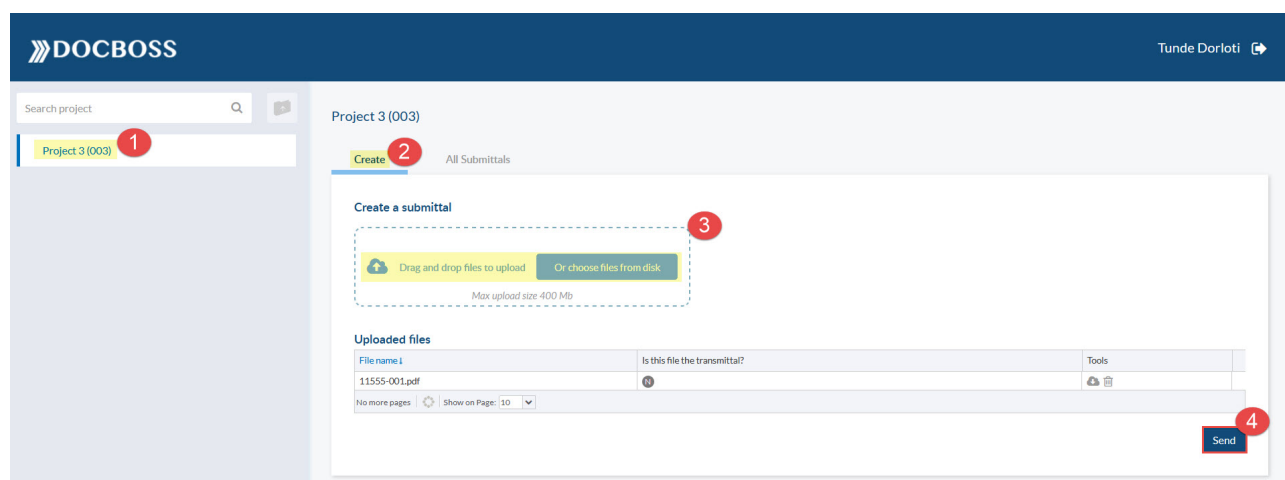 DOCBOSS
Tunde Dorloti
Search project
Project 3 (003)
1
Project 3 (003)
Create
2
All Submittals
Create a submittal
3
Drag and drop files to upload
Or choose files from disk
Max upload size 400 Mb
Uploaded files
File name↓ Is this file the transmittal? Tools
11555-001.pdf N
No more pages Show on Page: 10
4
Send